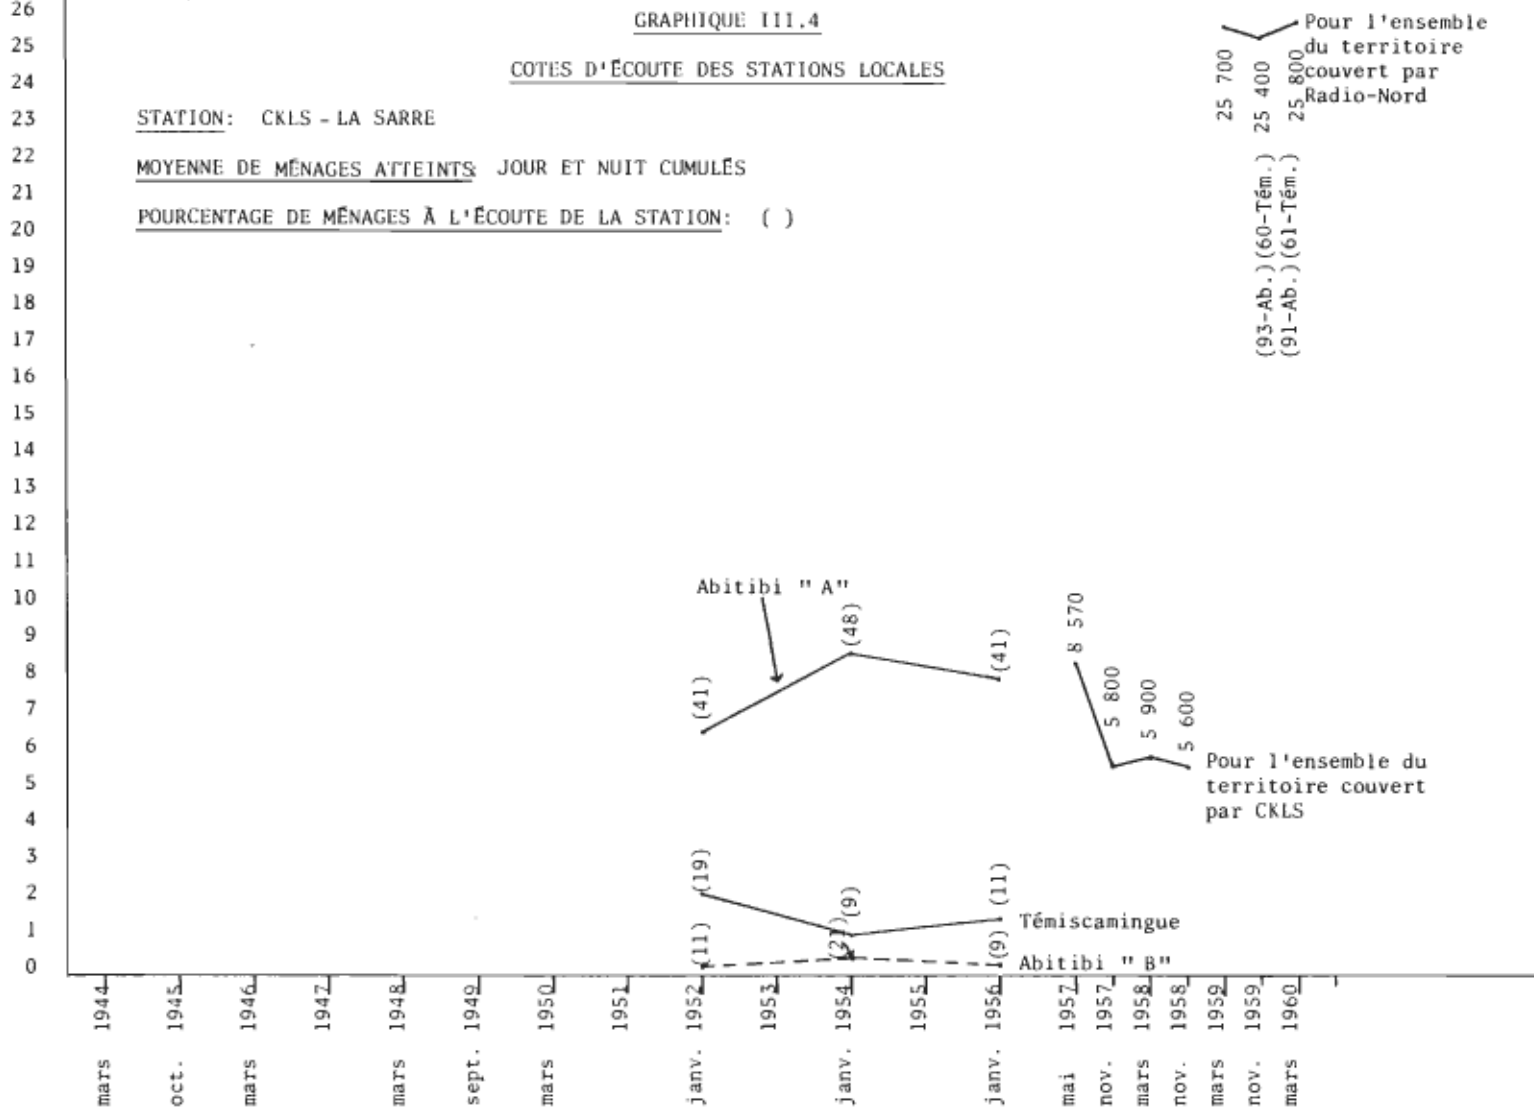 GRAPHIQUE III.4
COTES D'ÉCOUTE DES STATIONS LOCALES
STATION: CKLS - LA SARRE
MOYENNE DE MÉNAGES ATTEINTS: JOUR ET NUIT CUMULÉS
POURCENTAGE DE MÉNAGES À L'ÉCOUTE DE LA STATION: ( )
26
25
24
23
22
21
20
19
18
17
16
15
14
13
12
11
10
9
8
7
6
5
4
3
2
1
0
Pour l'ensemble
du territoire
couvert par
Radio-Nord
25 700
25 400
25 800
(93-Ab.)(60-Tém.)
(91-Ab.)(61-Tém.)
Abitibi "A"
(41)
(48)
(41)
8 570
5 800
5 900
5 600
Pour l'ensemble du
territoire couvert
par CKLS
(19)
(9)
(11)
Témiscamingue
(11)
(21)
(9)
Abitibi "B"
mars 1944
oct. 1945
mars 1946
1947
mars 1948
sept. 1949
mars 1950
1951
janv. 1952
1953
janv. 1954
1955
janv. 1956
mai 1957
nov. 1957
mars 1958
nov. 1958
mars 1959
nov. 1959
mars 1960